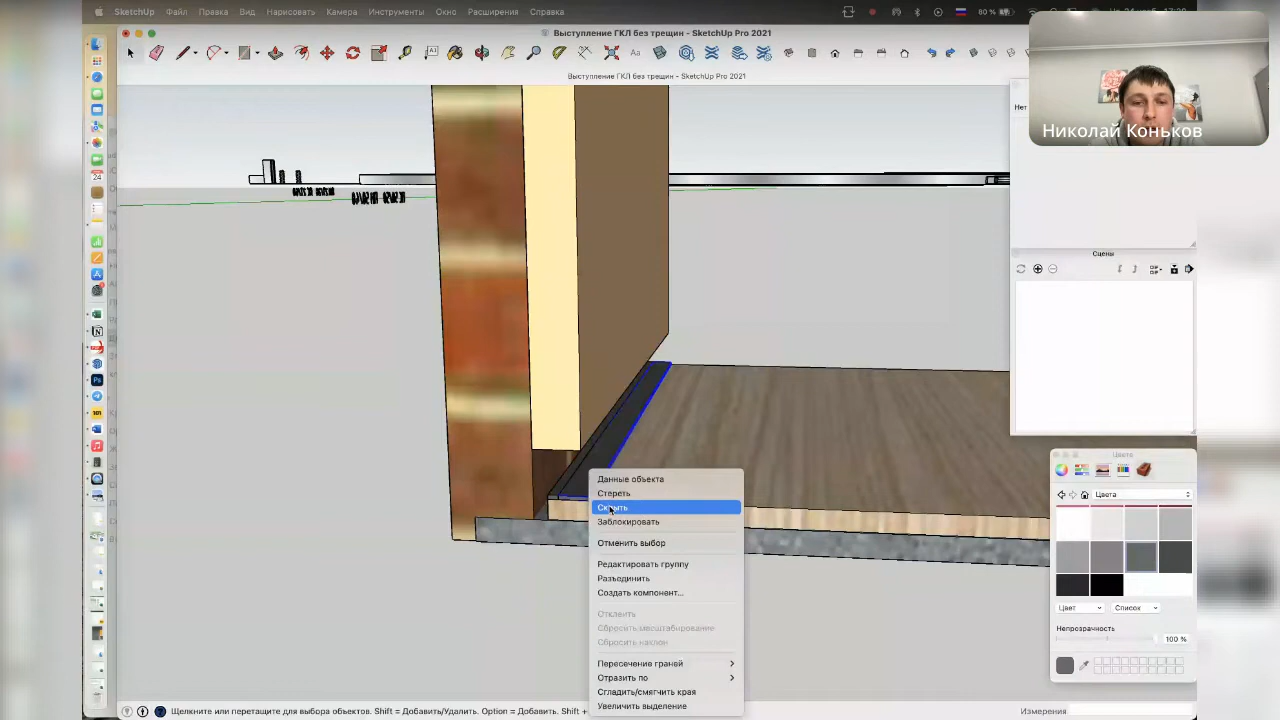 SketchUp Файл Правка Вид Нарисовать Камера Инструменты Окно Расширения Справка
80 %
Выступление ГКЛ без трещин - SketchUp Pro 2021
Выступление ГКЛ без трещин - SketchUp Pro 2021
Николай Коньков
Нет
Сцены
Данные объекта
Стереть
Скрыть
Заблокировать
Отменить выбор
Редактировать группу
Разъединить
Создать компонент...
Отклеить
Сбросить масштабирование
Сбросить наклон
Пересечение граней
Отразить по
Сгладить/смягчить края
Увеличить выделение
Цвета
Цвета
Цвет
Список
Непрозрачность
100 %
Щелкните или перетащите для выбора объектов. Shift = Добавить/Удалить. Option = Добавить. Shift +
Измерения